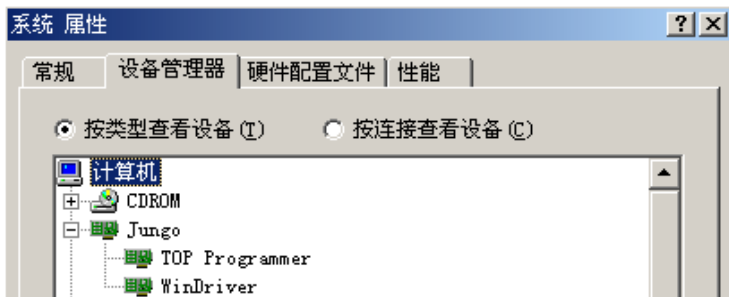 系统 属性
常规 设备管理器 硬件配置文件 性能
按类型查看设备(T) 按连接查看设备(C)
计算机
CDROM
Jungo
TOP Programmer
WinDriver